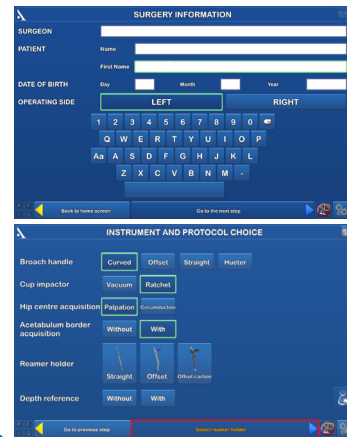 SURGERY INFORMATION
SURGEON
PATIENT Name
First Name
DATE OF BIRTH Day Month Year
OPERATING SIDE LEFT RIGHT
1 2 3 4 5 6 7 8 9 0
Q W E R T Y U I O P
Aa A S D F G H J K L
Z X C V B N M -
Back to home screen Go to the next step
INSTRUMENT AND PROTOCOL CHOICE
Broach handle Curved Offset Straight Hueter
Cup impactor Vacuum Ratchet
Hip centre acquisition Palpation Circumduction
Acetabulum border acquisition Without With
Reamer holder Straight Offset Offset carbon
Depth reference Without With
Go to previous step Select reamer holder